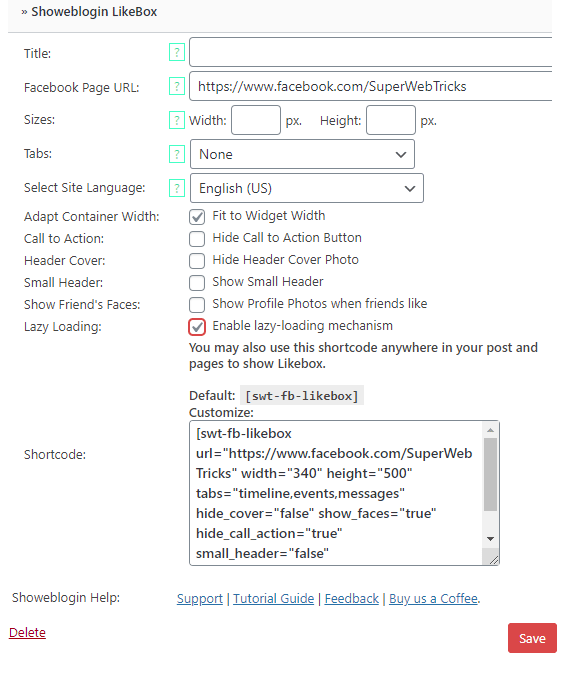 » Showeblogin LikeBox
Title: ?
Facebook Page URL: ? https://www.facebook.com/SuperWebTricks
Sizes: ? Width: px. Height: px.
Tabs: ? None
Select Site Language: ? English (US)
Adapt Container Width: Fit to Widget Width
Call to Action: Hide Call to Action Button
Header Cover: Hide Header Cover Photo
Small Header: Show Small Header
Show Friend's Faces: Show Profile Photos when friends like
Lazy Loading: Enable lazy-loading mechanism
You may also use this shortcode anywhere in your post and
pages to show Likebox.
Default: [swt-fb-likebox]
Customize:
Shortcode:
[swt-fb-likebox
url="https://www.facebook.com/SuperWeb
Tricks" width="340" height="500"
tabs="timeline,events,messages"
hide_cover="false" show_faces="true"
hide_call_action="true"
small_header="false"
Showeblogin Help: Support | Tutorial Guide | Feedback | Buy us a Coffee.
Delete Save